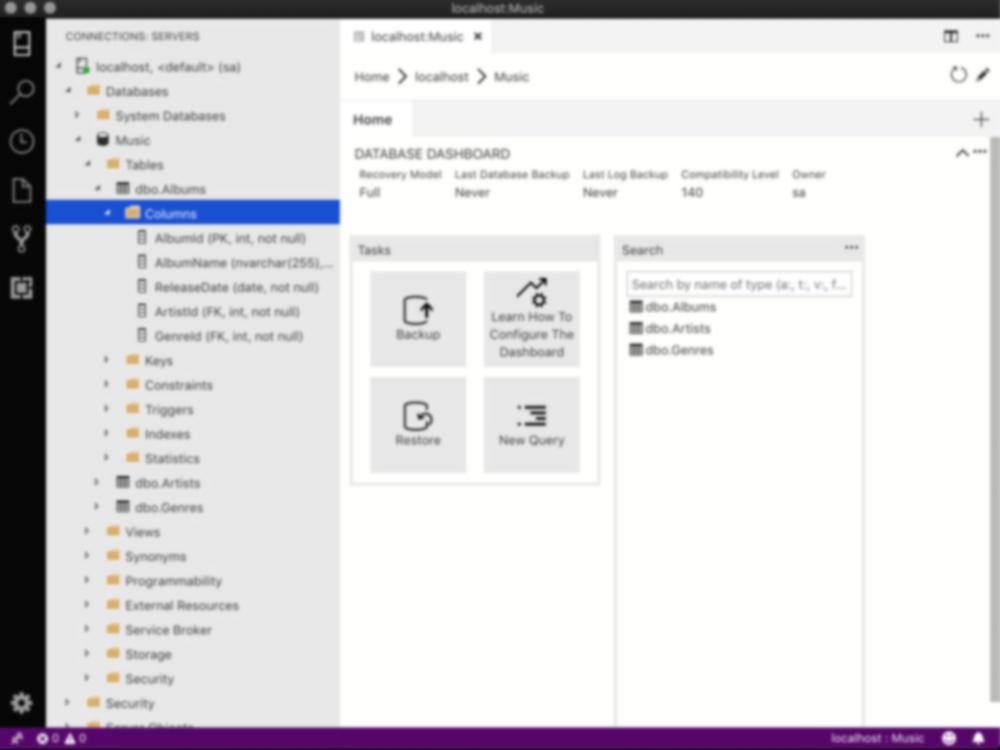 localhost:Music
CONNECTIONS: SERVERS
localhost, <default> (sa)
Databases
System Databases
Music
Tables
dbo.Albums
Columns
AlbumId (PK, int, not null)
AlbumName (nvarchar(255),...
ReleaseDate (date, not null)
ArtistId (FK, int, not null)
GenreId (FK, int, not null)
Keys
Constraints
Triggers
Indexes
Statistics
dbo.Artists
dbo.Genres
Views
Synonyms
Programmability
External Resources
Service Broker
Storage
Security
Security
Server Objects
localhost:Music
Home localhost Music
Home
DATABASE DASHBOARD
Recovery Model Last Database Backup Last Log Backup Compatibility Level Owner
Full Never Never 140 sa
Tasks
Backup
Learn How To
Configure The
Dashboard
Restore
New Query
Search
Search by name of type (a:, t:, v:, f...
dbo.Albums
dbo.Artists
dbo.Genres
0 0
localhost : Music